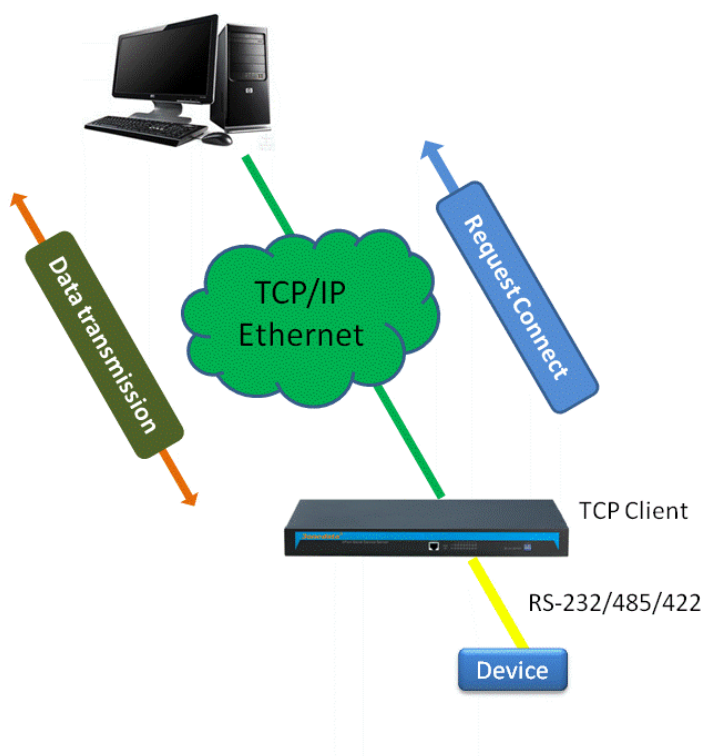 TCP/IP
Ethernet
Request Connect
Data transmission
TCP Client
RS-232/485/422
Device